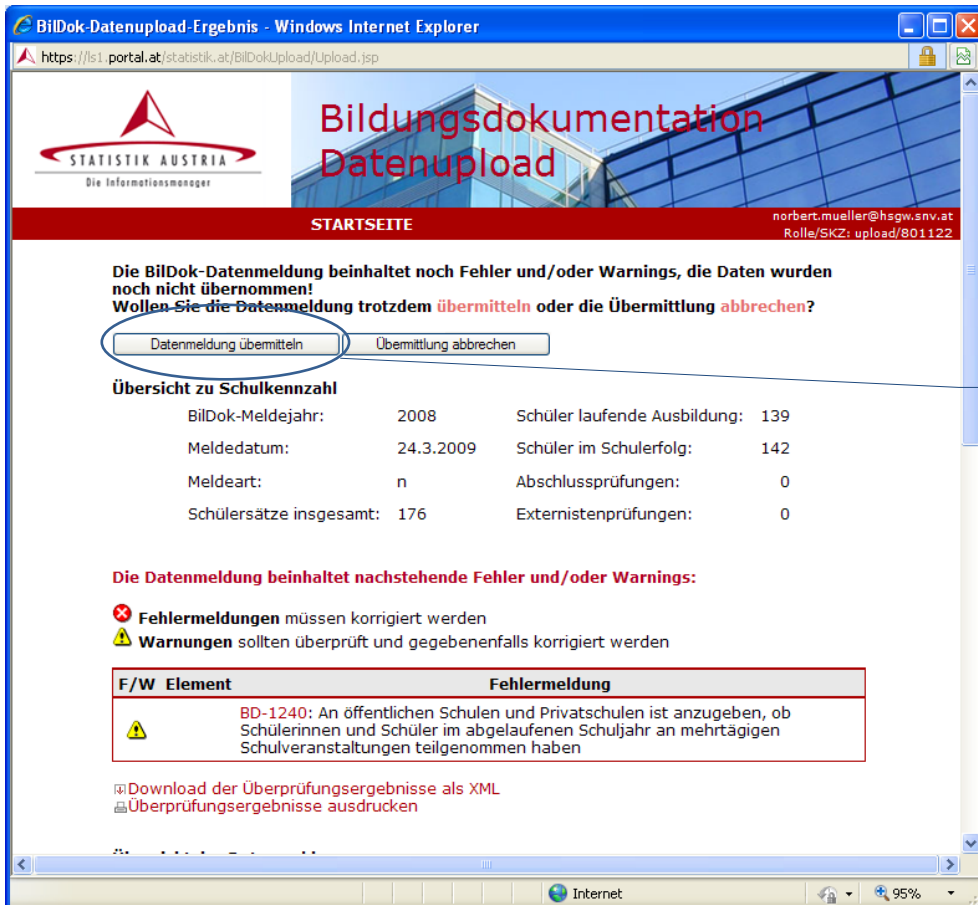 BilDok-Datenupload-Ergebnis - Windows Internet Explorer
https://ls1.portal.at/statistik.at/BilDokUpload/Upload.jsp
STATISTIK AUSTRIA
Die Informationsmanager
Bildungsdokumentation
Datenupload
STARTSEITE
norbert.mueller@hsgw.snv.at
Rolle/SKZ: upload/801122
Die BilDok-Datenmeldung beinhaltet noch Fehler und/oder Warnings, die Daten wurden
noch nicht übernommen!
Wollen Sie die Datenmeldung trotzdem übermitteln oder die Übermittlung abbrechen?
Datenmeldung übermitteln Übermittlung abbrechen
Übersicht zu Schulkennzahl
BilDok-Meldejahr: 2008 Schüler laufende Ausbildung: 139
Meldedatum: 24.3.2009 Schüler im Schulerfolg: 142
Meldeart: n Abschlussprüfungen: 0
Schülersätze insgesamt: 176 Externistenprüfungen: 0
Die Datenmeldung beinhaltet nachstehende Fehler und/oder Warnings:
Fehlermeldungen müssen korrigiert werden
Warnungen sollten überprüft und gegebenenfalls korrigiert werden
F/W Element Fehlermeldung
BD-1240: An öffentlichen Schulen und Privatschulen ist anzugeben, ob
Schülerinnen und Schüler im abgelaufenen Schuljahr an mehrtägigen
Schulveranstaltungen teilgenommen haben
Download der Überprüfungsergebnisse als XML
Überprüfungsergebnisse ausdrucken
Internet 95%